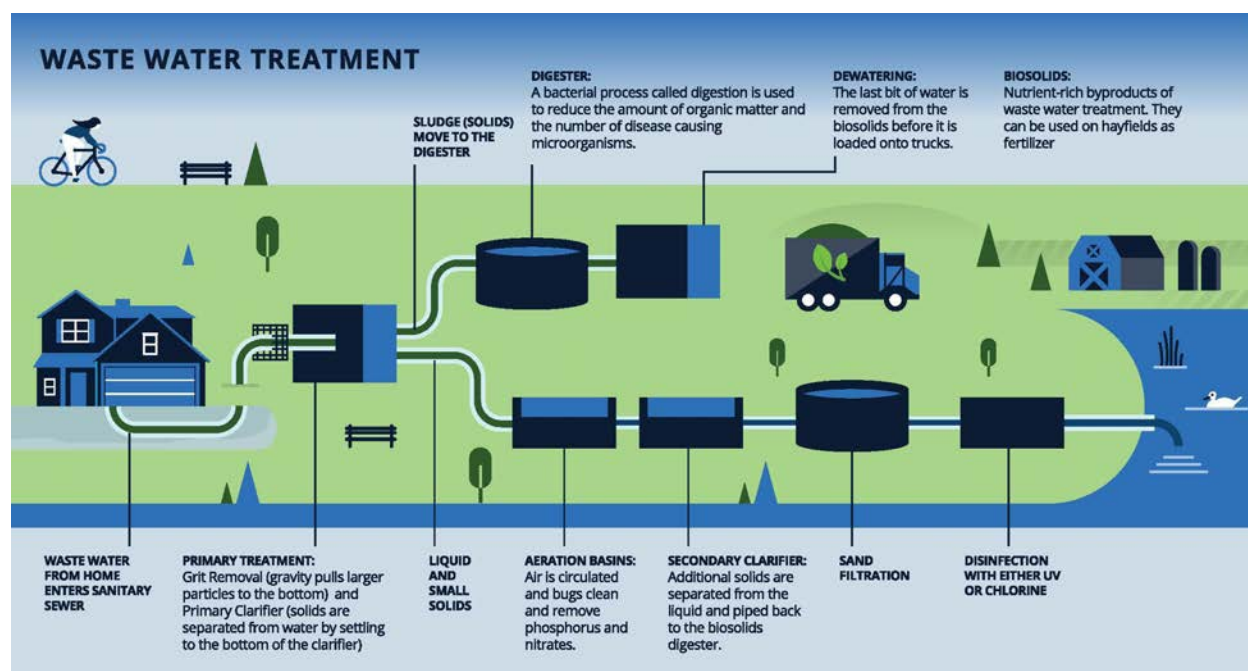 WASTE WATER TREATMENT
SLUDGE (SOLIDS)
MOVE TO THE
DIGESTER
DIGESTER:
A bacterial process called digestion is used
to reduce the amount of organic matter and
the number of disease causing
microorganisms.
DEWATERING:
The last bit of water is
removed from the
biosolids before it is
loaded onto trucks.
BIOSOLIDS:
Nutrient-rich byproducts of
waste water treatment. They
can be used on hayfields as
fertilizer
WASTE WATER
FROM HOME
ENTERS SANITARY
SEWER
PRIMARY TREATMENT:
Grit Removal (gravity pulls larger
particles to the bottom) and
Primary Clarifier (solids are
separated from water by settling
to the bottom of the clarifier)
LIQUID
AND
SMALL
SOLIDS
AERATION BASINS:
Air is circulated
and bugs clean
and remove
phosphorus and
nitrates.
SECONDARY CLARIFIER:
Additional solids are
separated from the
liquid and piped back
to the biosolids
digester.
SAND
FILTRATION
DISINFECTION
WITH EITHER UV
OR CHLORINE